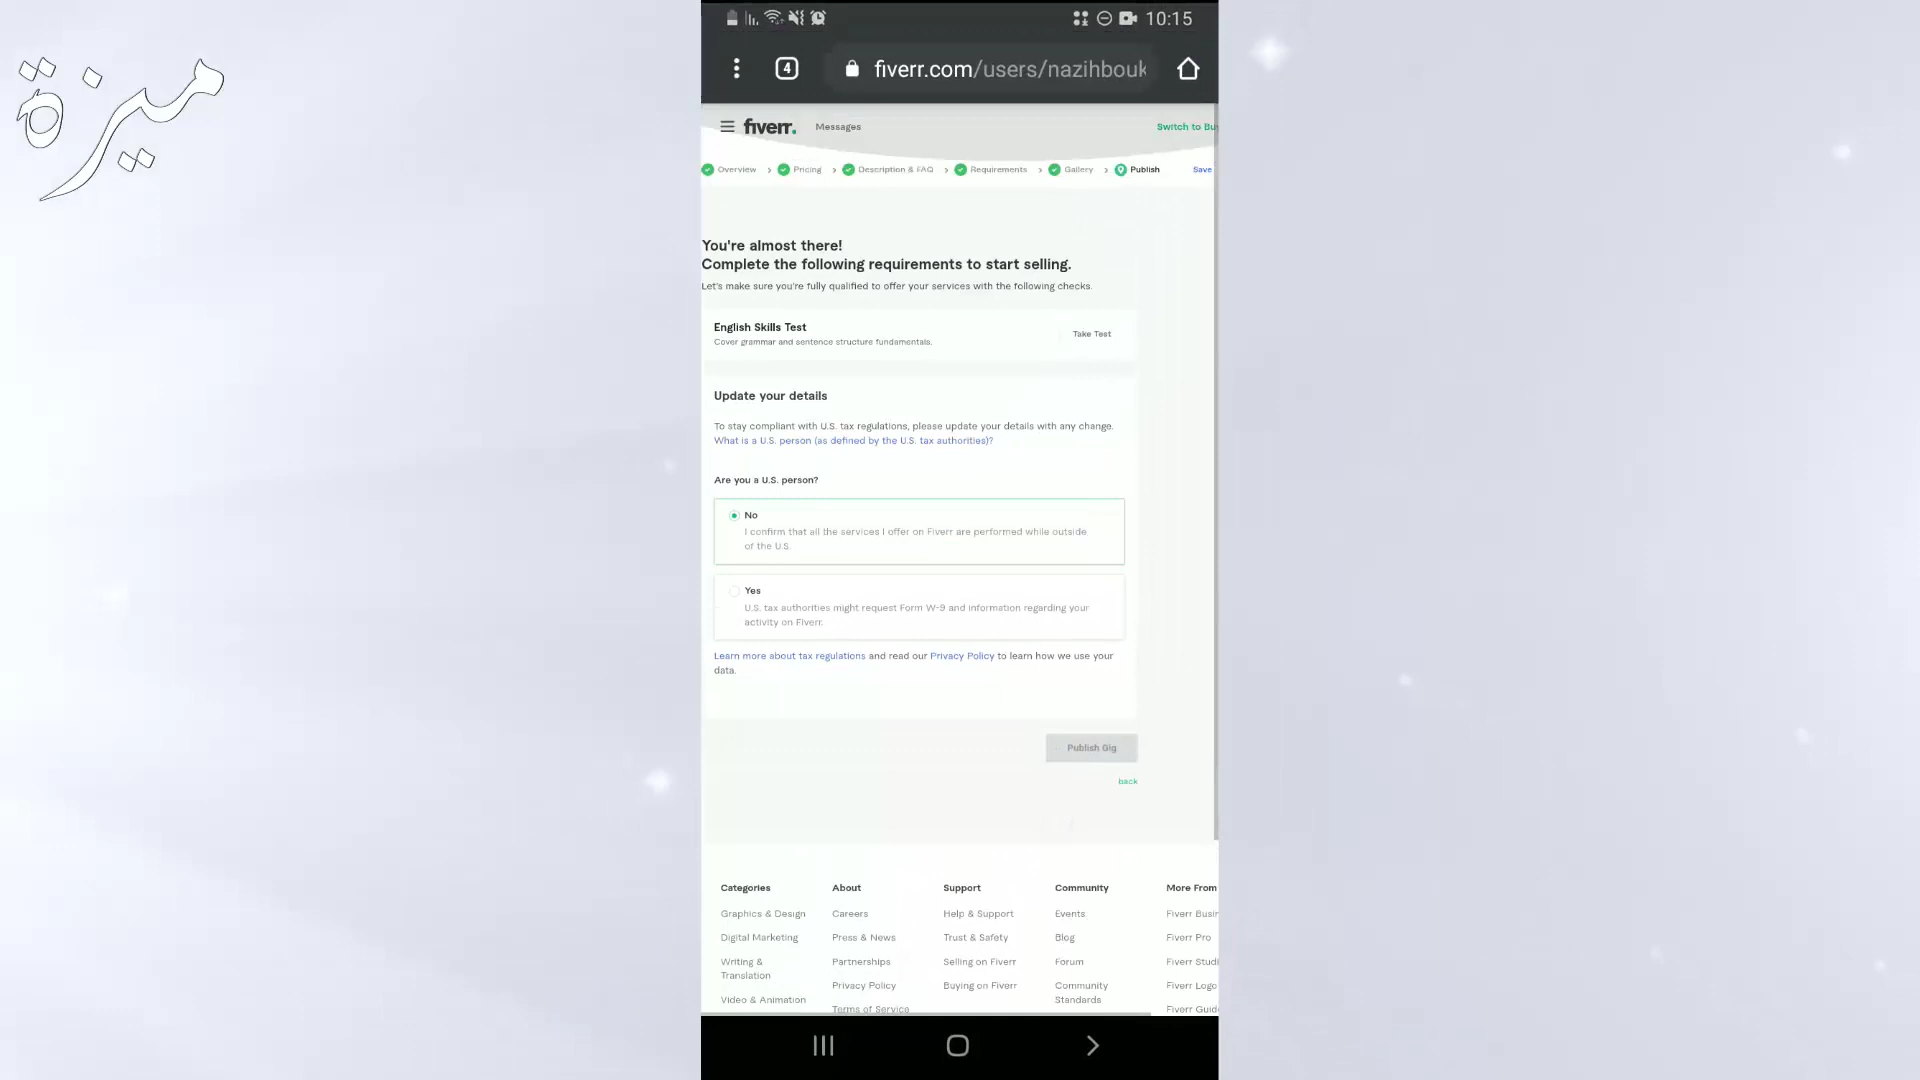 ميزة
10:15
4
fiverr.com/users/nazihbouk
fiverr.
Messages
Switch to Buy
Overview
Pricing
Description & FAQ
Requirements
Gallery
Publish
Save
You're almost there!
Complete the following requirements to start selling.
Let's make sure you're fully qualified to offer your services with the following checks.
English Skills Test
Cover grammar and sentence structure fundamentals.
Take Test
Update your details
To stay compliant with U.S. tax regulations, please update your details with any change.
What is a U.S. person (as defined by the U.S. tax authorities)?
Are you a U.S. person?
No
I confirm that all the services I offer on Fiverr are performed while outside
of the U.S.
Yes
U.S. tax authorities might request Form W-9 and information regarding your
activity on Fiverr.
Learn more about tax regulations and read our Privacy Policy to learn how we use your
data.
Publish Gig
back
Categories
Graphics & Design
Digital Marketing
Writing &
Translation
Video & Animation
About
Careers
Press & News
Partnerships
Privacy Policy
Terms of Service
Support
Help & Support
Trust & Safety
Selling on Fiverr
Buying on Fiverr
Community
Events
Blog
Forum
Community
Standards
More From
Fiverr Busin
Fiverr Pro
Fiverr Studi
Fiverr Logo
Fiverr Guid